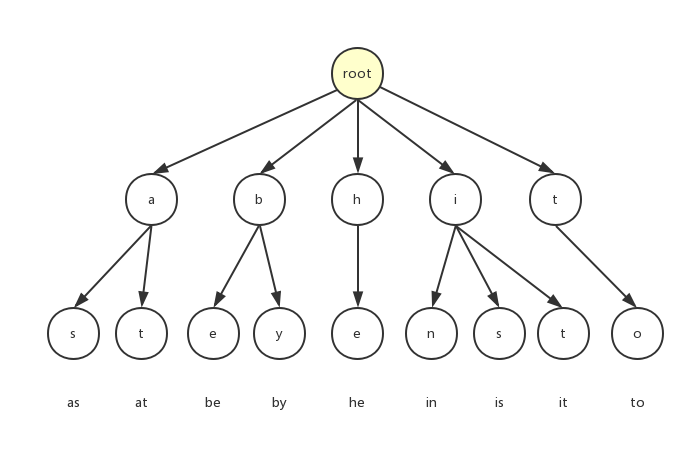 root
a b h i t
s t e y e n s t o
as at be by he in is it to